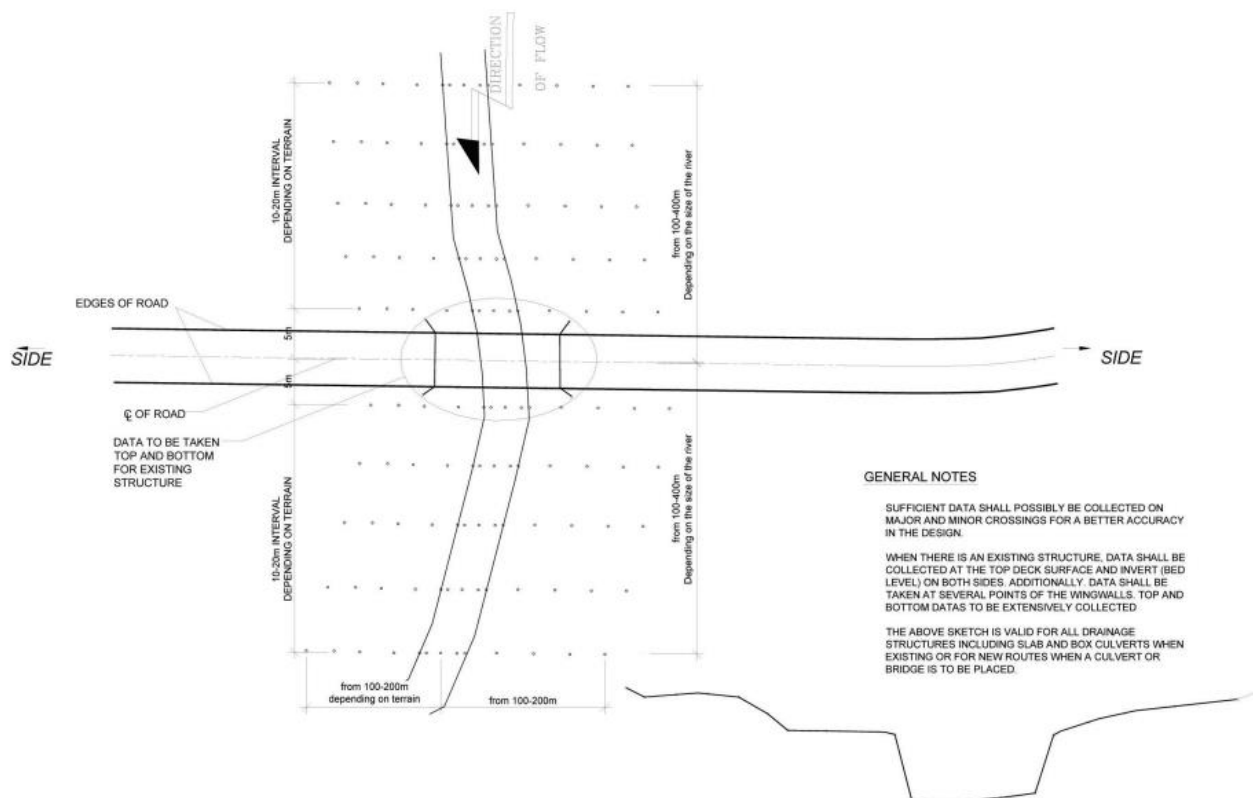 DIRECTION
OF FLOW
10-20m INTERVAL
DEPENDING ON TERRAIN
from 100-400m
Depending on the size of the river
EDGES OF ROAD
5m
5m
SIDE
SIDE
℄ OF ROAD
DATA TO BE TAKEN
TOP AND BOTTOM
FOR EXISTING
STRUCTURE
10-20m INTERVAL
DEPENDING ON TERRAIN
from 100-400m
Depending on the size of the river
from 100-200m
depending on terrain
from 100-200m
GENERAL NOTES
SUFFICIENT DATA SHALL POSSIBLY BE COLLECTED ON
MAJOR AND MINOR CROSSINGS FOR A BETTER ACCURACY
IN THE DESIGN.
WHEN THERE IS AN EXISTING STRUCTURE, DATA SHALL BE
COLLECTED AT THE TOP DECK SURFACE AND INVERT (BED
LEVEL) ON BOTH SIDES. ADDITIONALLY. DATA SHALL BE
TAKEN AT SEVERAL POINTS OF THE WINGWALLS. TOP AND
BOTTOM DATAS TO BE EXTENSIVELY COLLECTED
THE ABOVE SKETCH IS VALID FOR ALL DRAINAGE
STRUCTURES INCLUDING SLAB AND BOX CULVERTS WHEN
EXISTING OR FOR NEW ROUTES WHEN A CULVERT OR
BRIDGE IS TO BE PLACED.